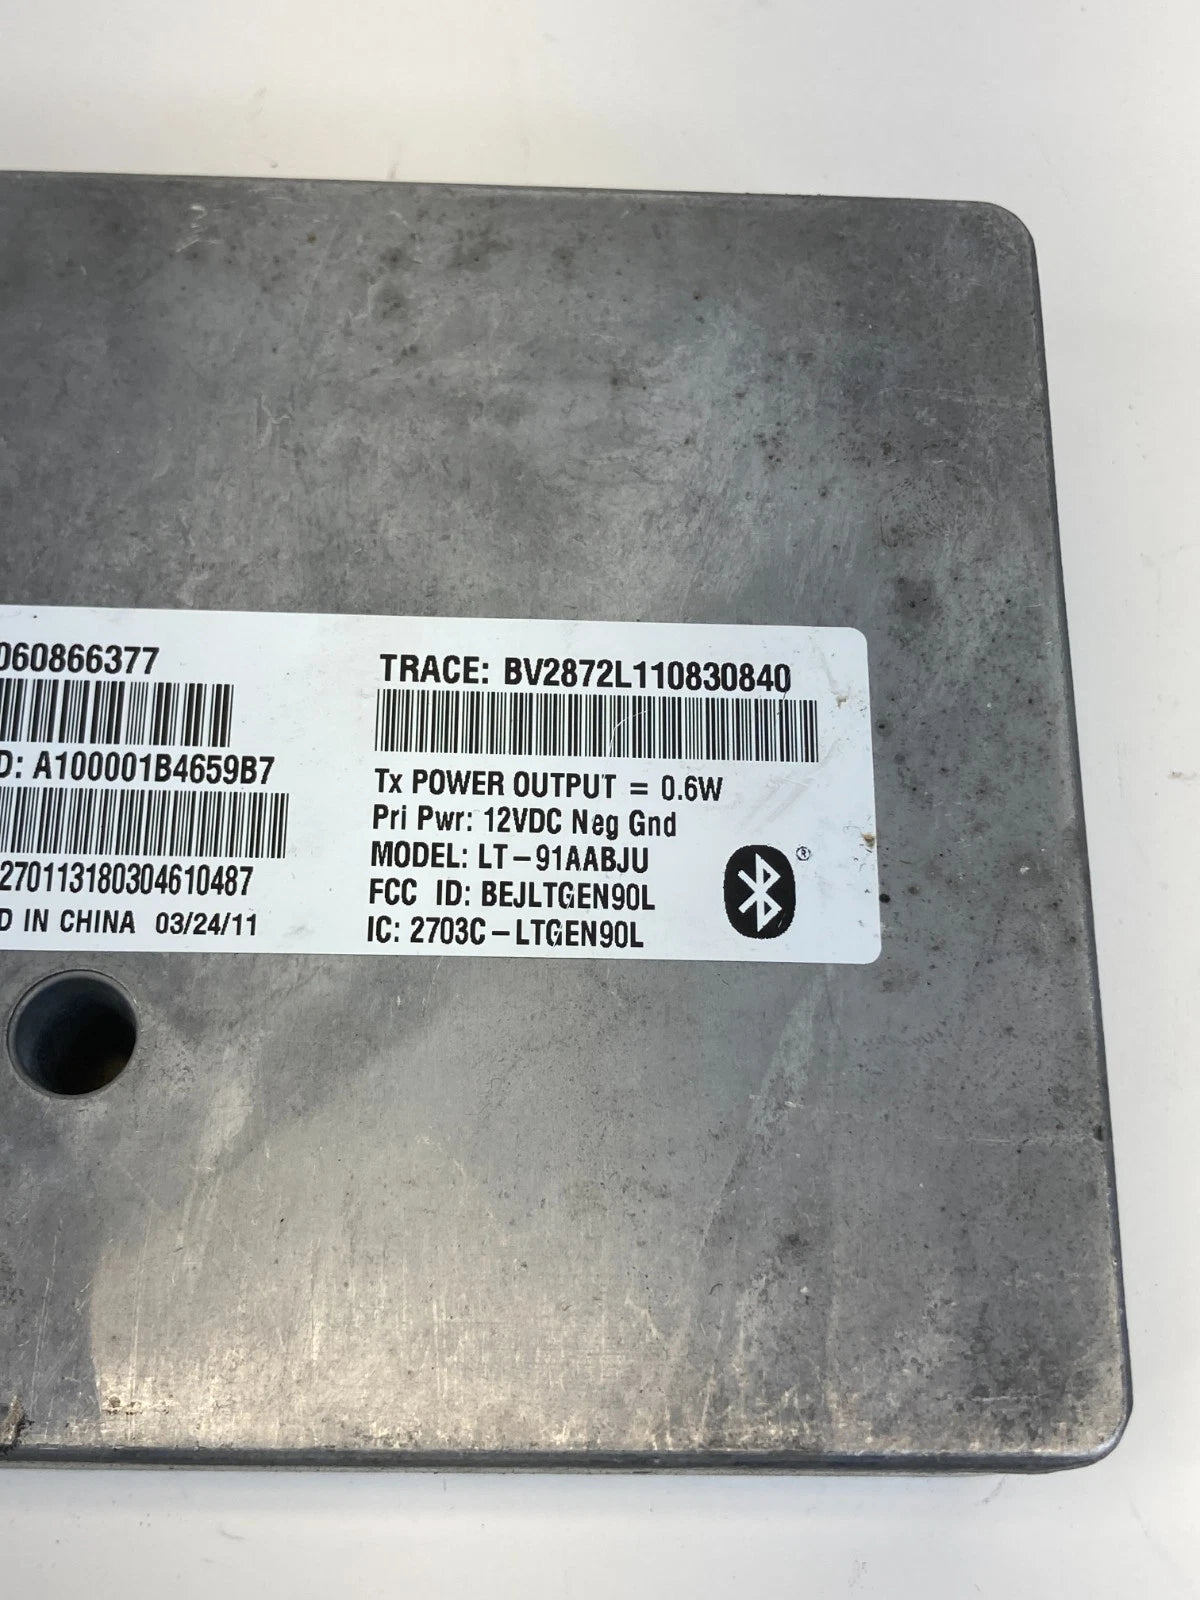 060866377
D: A100001B4659B7
270113180304610487
D IN CHINA 03/24/11
TRACE: BV2872L110830840
Tx POWER OUTPUT = 0.6W
Pri Pwr: 12VDC Neg Gnd
MODEL: LT-91AABJU
FCC ID: BEJLTGEN90L
IC: 2703C-LTGEN90L
®